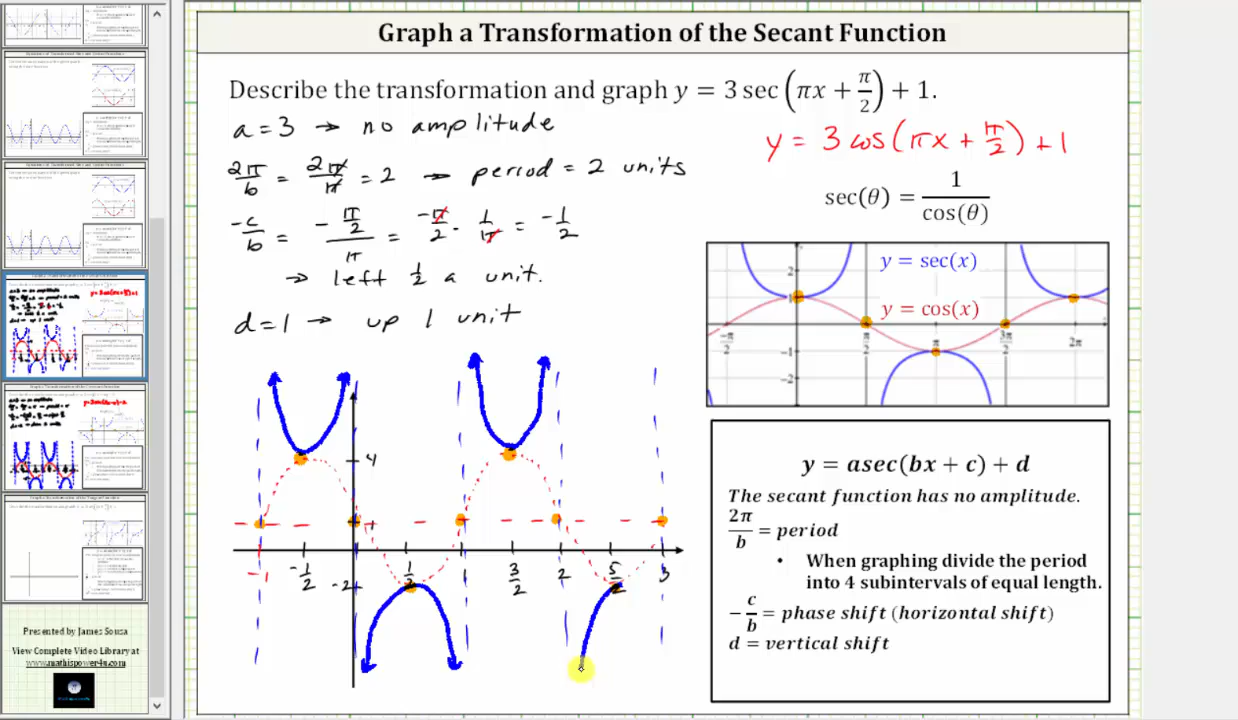 Graph a Transformation of the Secant Function
Describe the transformation and graph y = 3 sec(πx + π/2) + 1.
a = 3 → no amplitude
y = 3 cos(πx + π/2) + 1
2π/b = 2π/π = 2 → period = 2 units
sec(θ) = 1/cos(θ)
-c/b = - (π/2)/π = -π/2 · 1/π = -1/2
→ left 1/2 a unit.
d = 1 → up 1 unit
y = sec(x)
y = cos(x)
2
1
-1
-2
-π/2
π/2
π
3π/2
2π
4
1
-2
-1
-1/2
1/2
3/2
2
5/2
3
y = asec(bx + c) + d
The secant function has no amplitude.
2π/b = period
• When graphing divide the period
into 4 subintervals of equal length.
-c/b = phase shift (horizontal shift)
d = vertical shift
Presented by James Sousa
View Complete Video Library at
www.mathispower4u.com